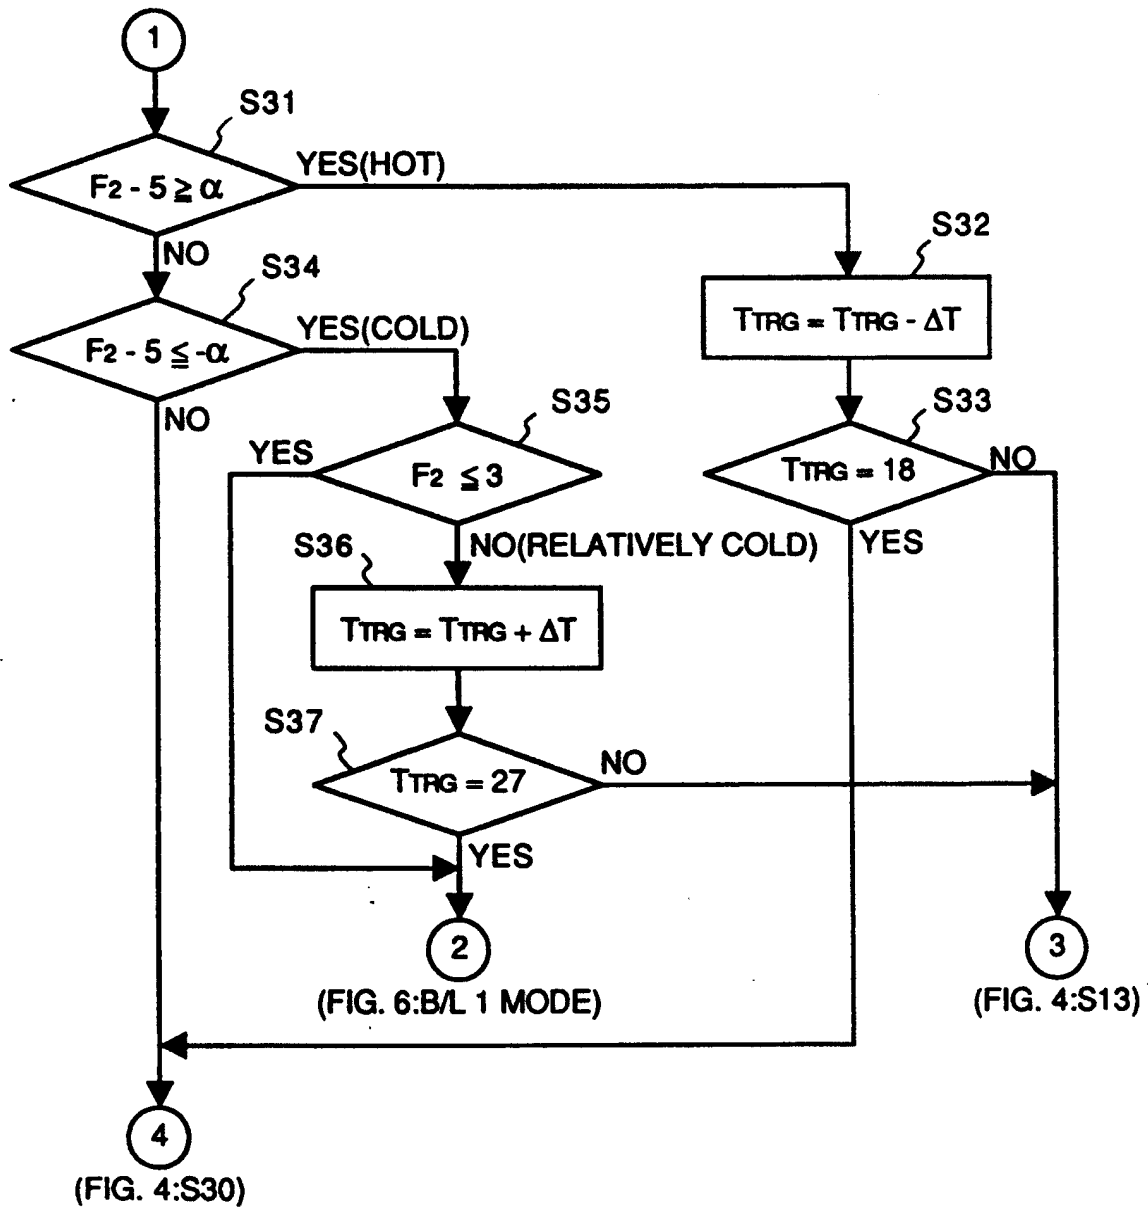 1
S31
F2 - 5 ≧ α
YES(HOT)
NO
S32
TTRG = TTRG - ΔT
S34
F2 - 5 ≦ -α
YES(COLD)
NO
S35
F2 ≦ 3
YES
S33
TTRG = 18
NO
YES
NO(RELATIVELY COLD)
S36
TTRG = TTRG + ΔT
S37
TTRG = 27
NO
YES
2
(FIG. 6:B/L 1 MODE)
3
(FIG. 4:S13)
4
(FIG. 4:S30)